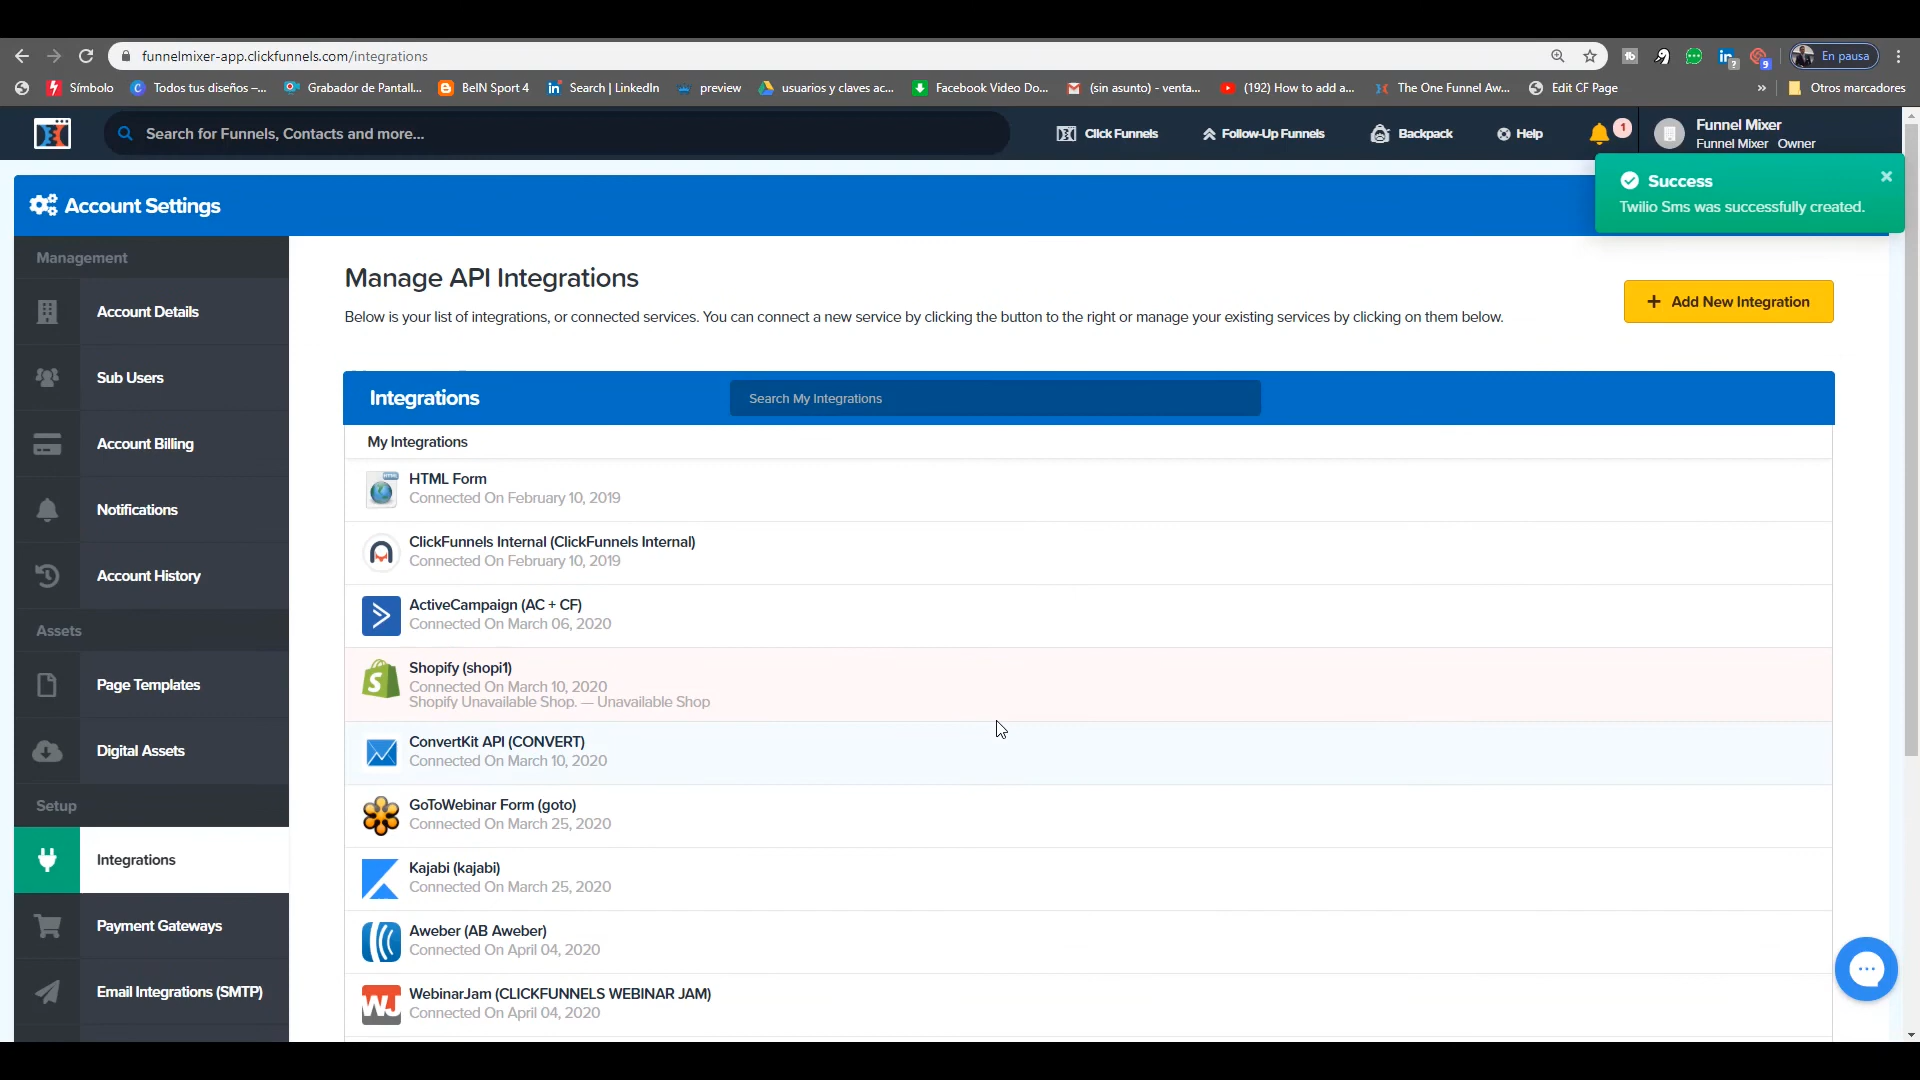 funnelmixer-app.clickfunnels.com/integrations
En pausa
Símbolo
Todos tus diseños –...
Grabador de Pantall...
BeIN Sport 4
Search | LinkedIn
preview
usuarios y claves ac...
Facebook Video Do...
(sin asunto) - venta...
(192) How to add a...
The One Funnel Aw...
Edit CF Page
»
Otros marcadores
Search for Funnels, Contacts and more...
Click Funnels
Follow-Up Funnels
Backpack
Help
1
Funnel Mixer
Funnel Mixer Owner
Success
Twilio Sms was successfully created.
Account Settings
Management
Account Details
Sub Users
Account Billing
Notifications
Account History
Assets
Page Templates
Digital Assets
Setup
Integrations
Payment Gateways
Email Integrations (SMTP)
Manage API Integrations
Below is your list of integrations, or connected services. You can connect a new service by clicking the button to the right or manage your existing services by clicking on them below.
+ Add New Integration
Integrations
Search My Integrations
My Integrations
HTML Form
Connected On February 10, 2019
ClickFunnels Internal (ClickFunnels Internal)
Connected On February 10, 2019
ActiveCampaign (AC + CF)
Connected On March 06, 2020
Shopify (shopi1)
Connected On March 10, 2020
Shopify Unavailable Shop. — Unavailable Shop
ConvertKit API (CONVERT)
Connected On March 10, 2020
GoToWebinar Form (goto)
Connected On March 25, 2020
Kajabi (kajabi)
Connected On March 25, 2020
Aweber (AB Aweber)
Connected On April 04, 2020
WJ
WebinarJam (CLICKFUNNELS WEBINAR JAM)
Connected On April 04, 2020